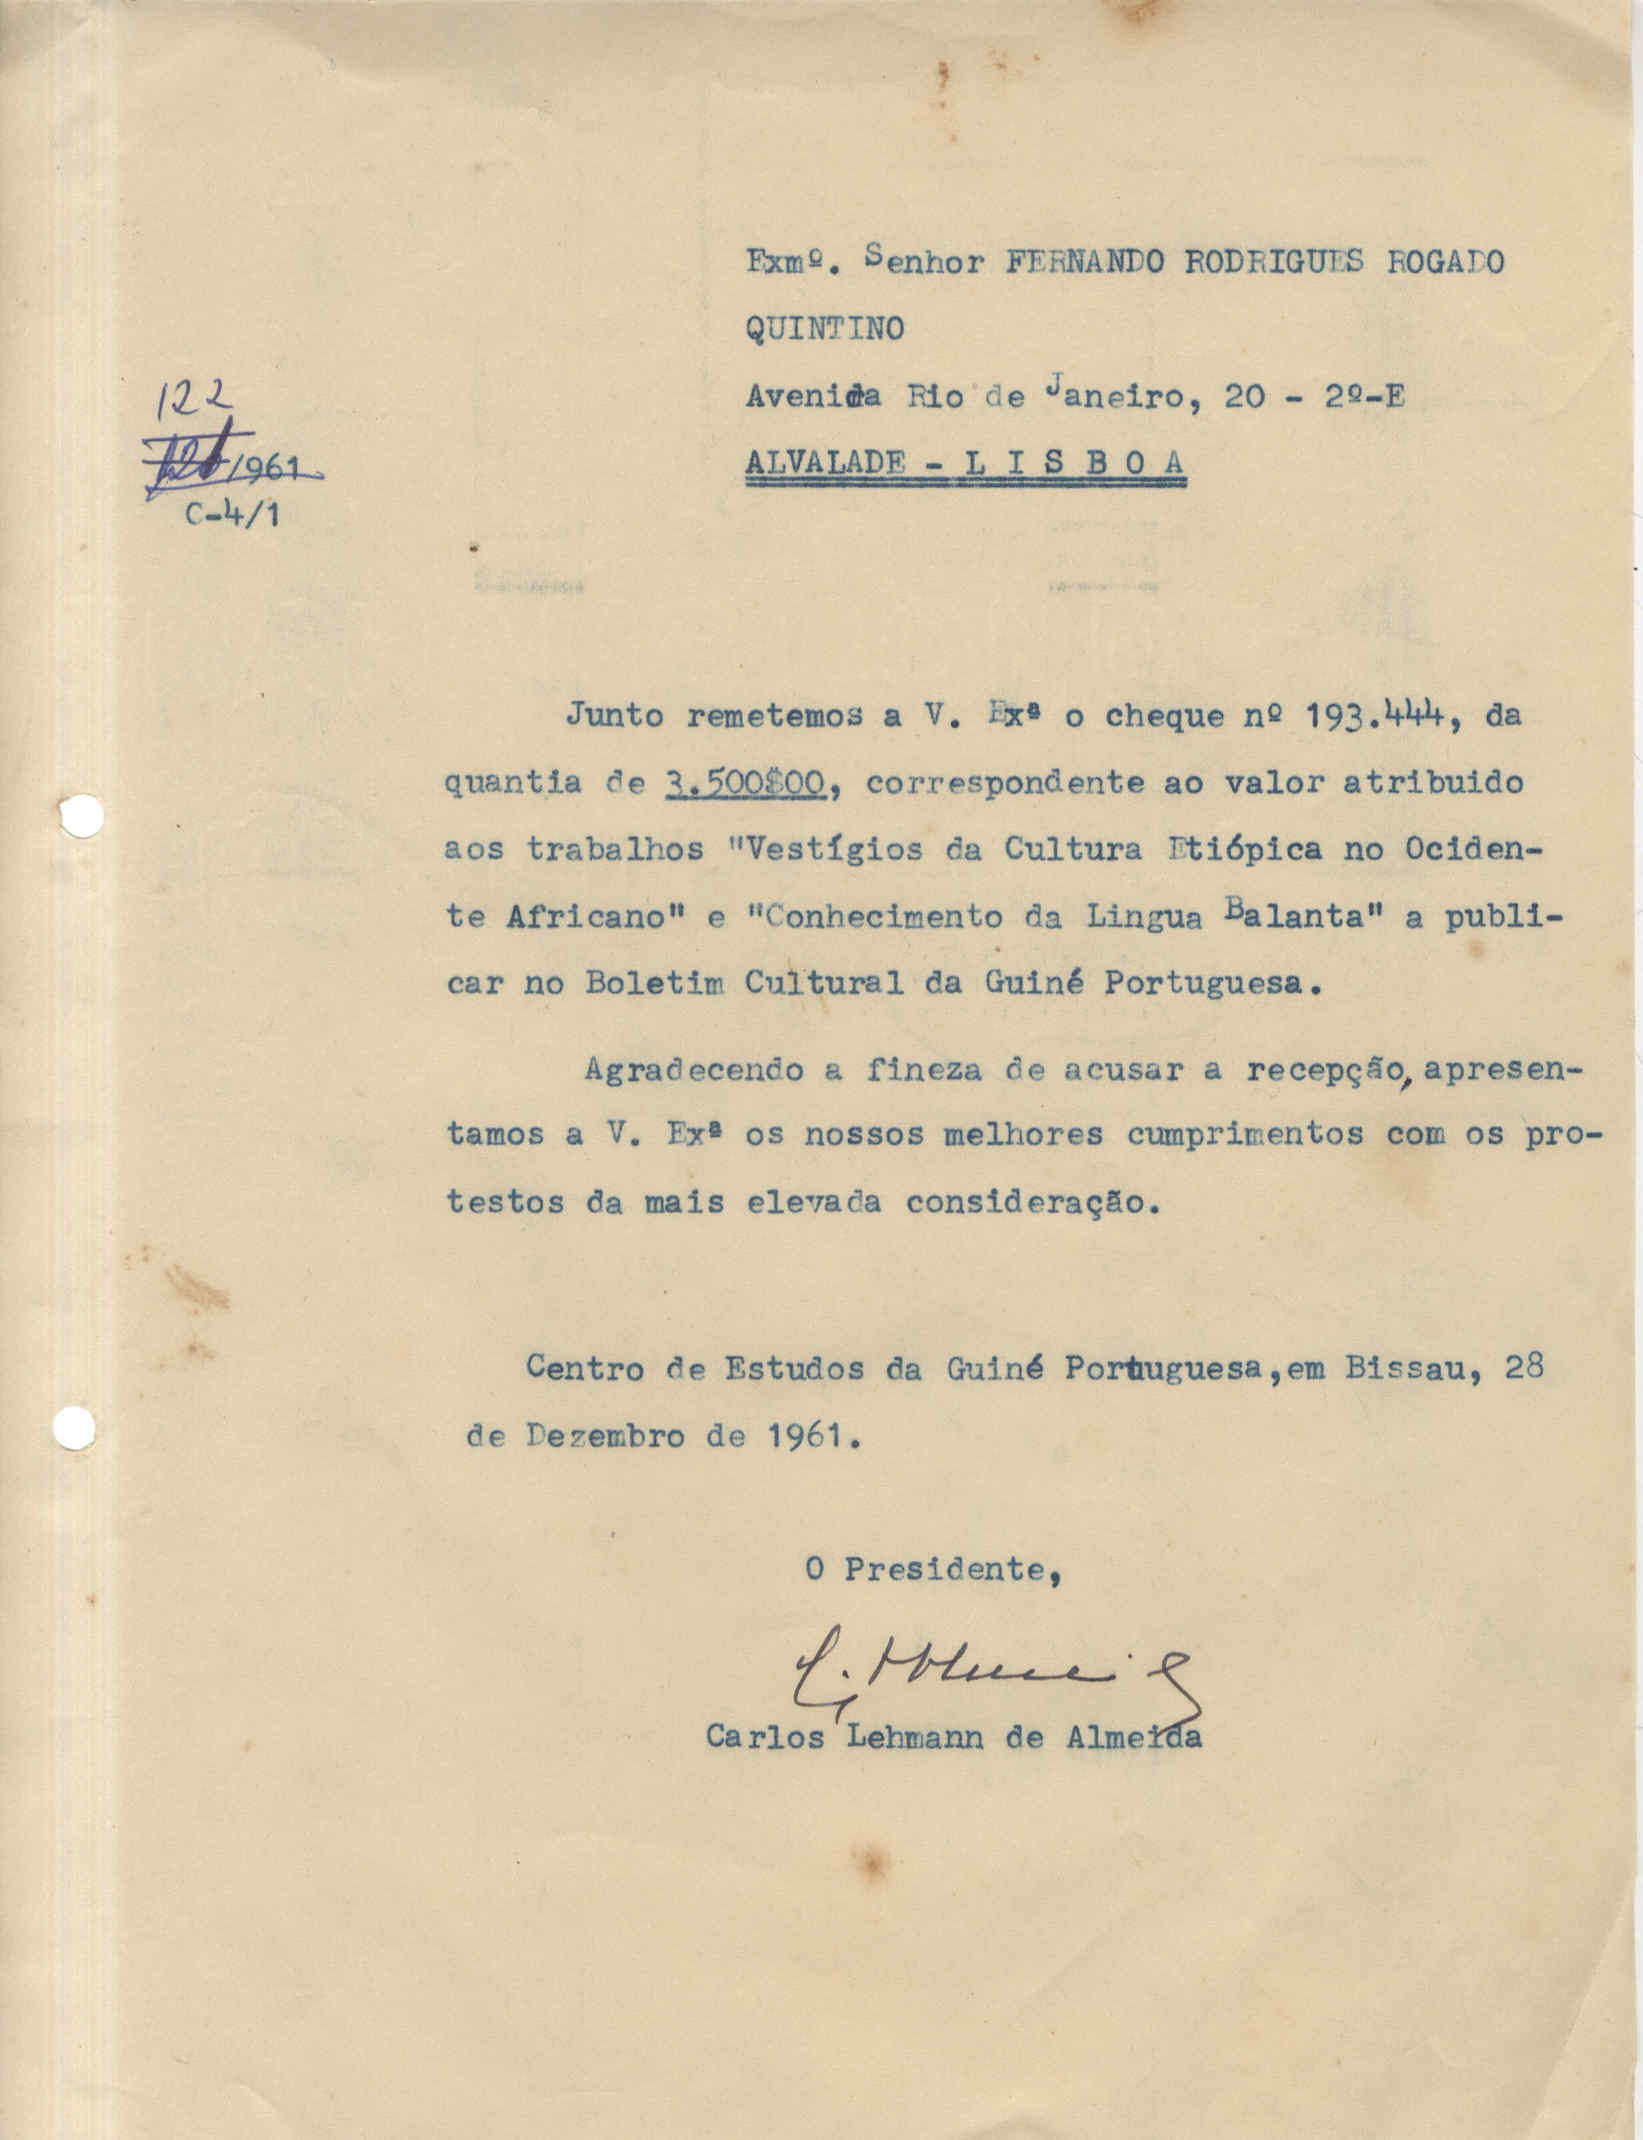 Exmº. Senhor FERNANDO RODRIGUES ROGADO
QUINTINO
Avenida Rio de Janeiro, 20 - 2º-E
ALVALADE - L I S B O A
122
/1961
C-4/1
Junto remetemos a V. Exª o cheque nº 193.444, da
quantia de 3.500$00, correspondente ao valor atribuido
aos trabalhos "Vestígios da Cultura Etiópica no Ociden-
te Africano" e "Conhecimento da Lingua Balanta" a publi-
car no Boletim Cultural da Guiné Portuguesa.
Agradecendo a fineza de acusar a recepção, apresen-
tamos a V. Exª os nossos melhores cumprimentos com os pro-
testos da mais elevada consideração.
Centro de Estudos da Guiné Portuguesa,em Bissau, 28
de Dezembro de 1961.
O Presidente,
Carlos Lehmann de Almeida